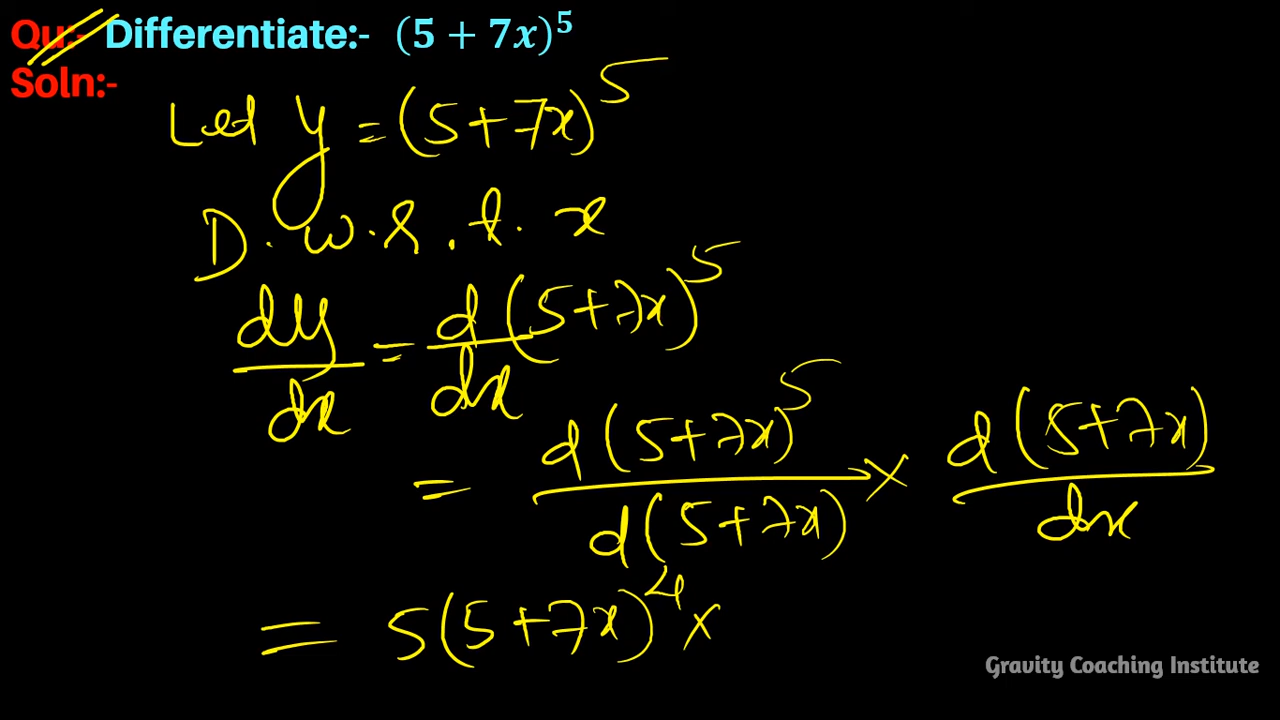 Qu:- Differentiate:- (5 + 7x)⁵
Soln:-
Let y = (5+7x)⁵
D. w. r. t. x
dy/dx = d/dx (5+7x)⁵
= d(5+7x)⁵/d(5+7x) × d(5+7x)/dx
= 5(5+7x)⁴ ×
Gravity Coaching Institute